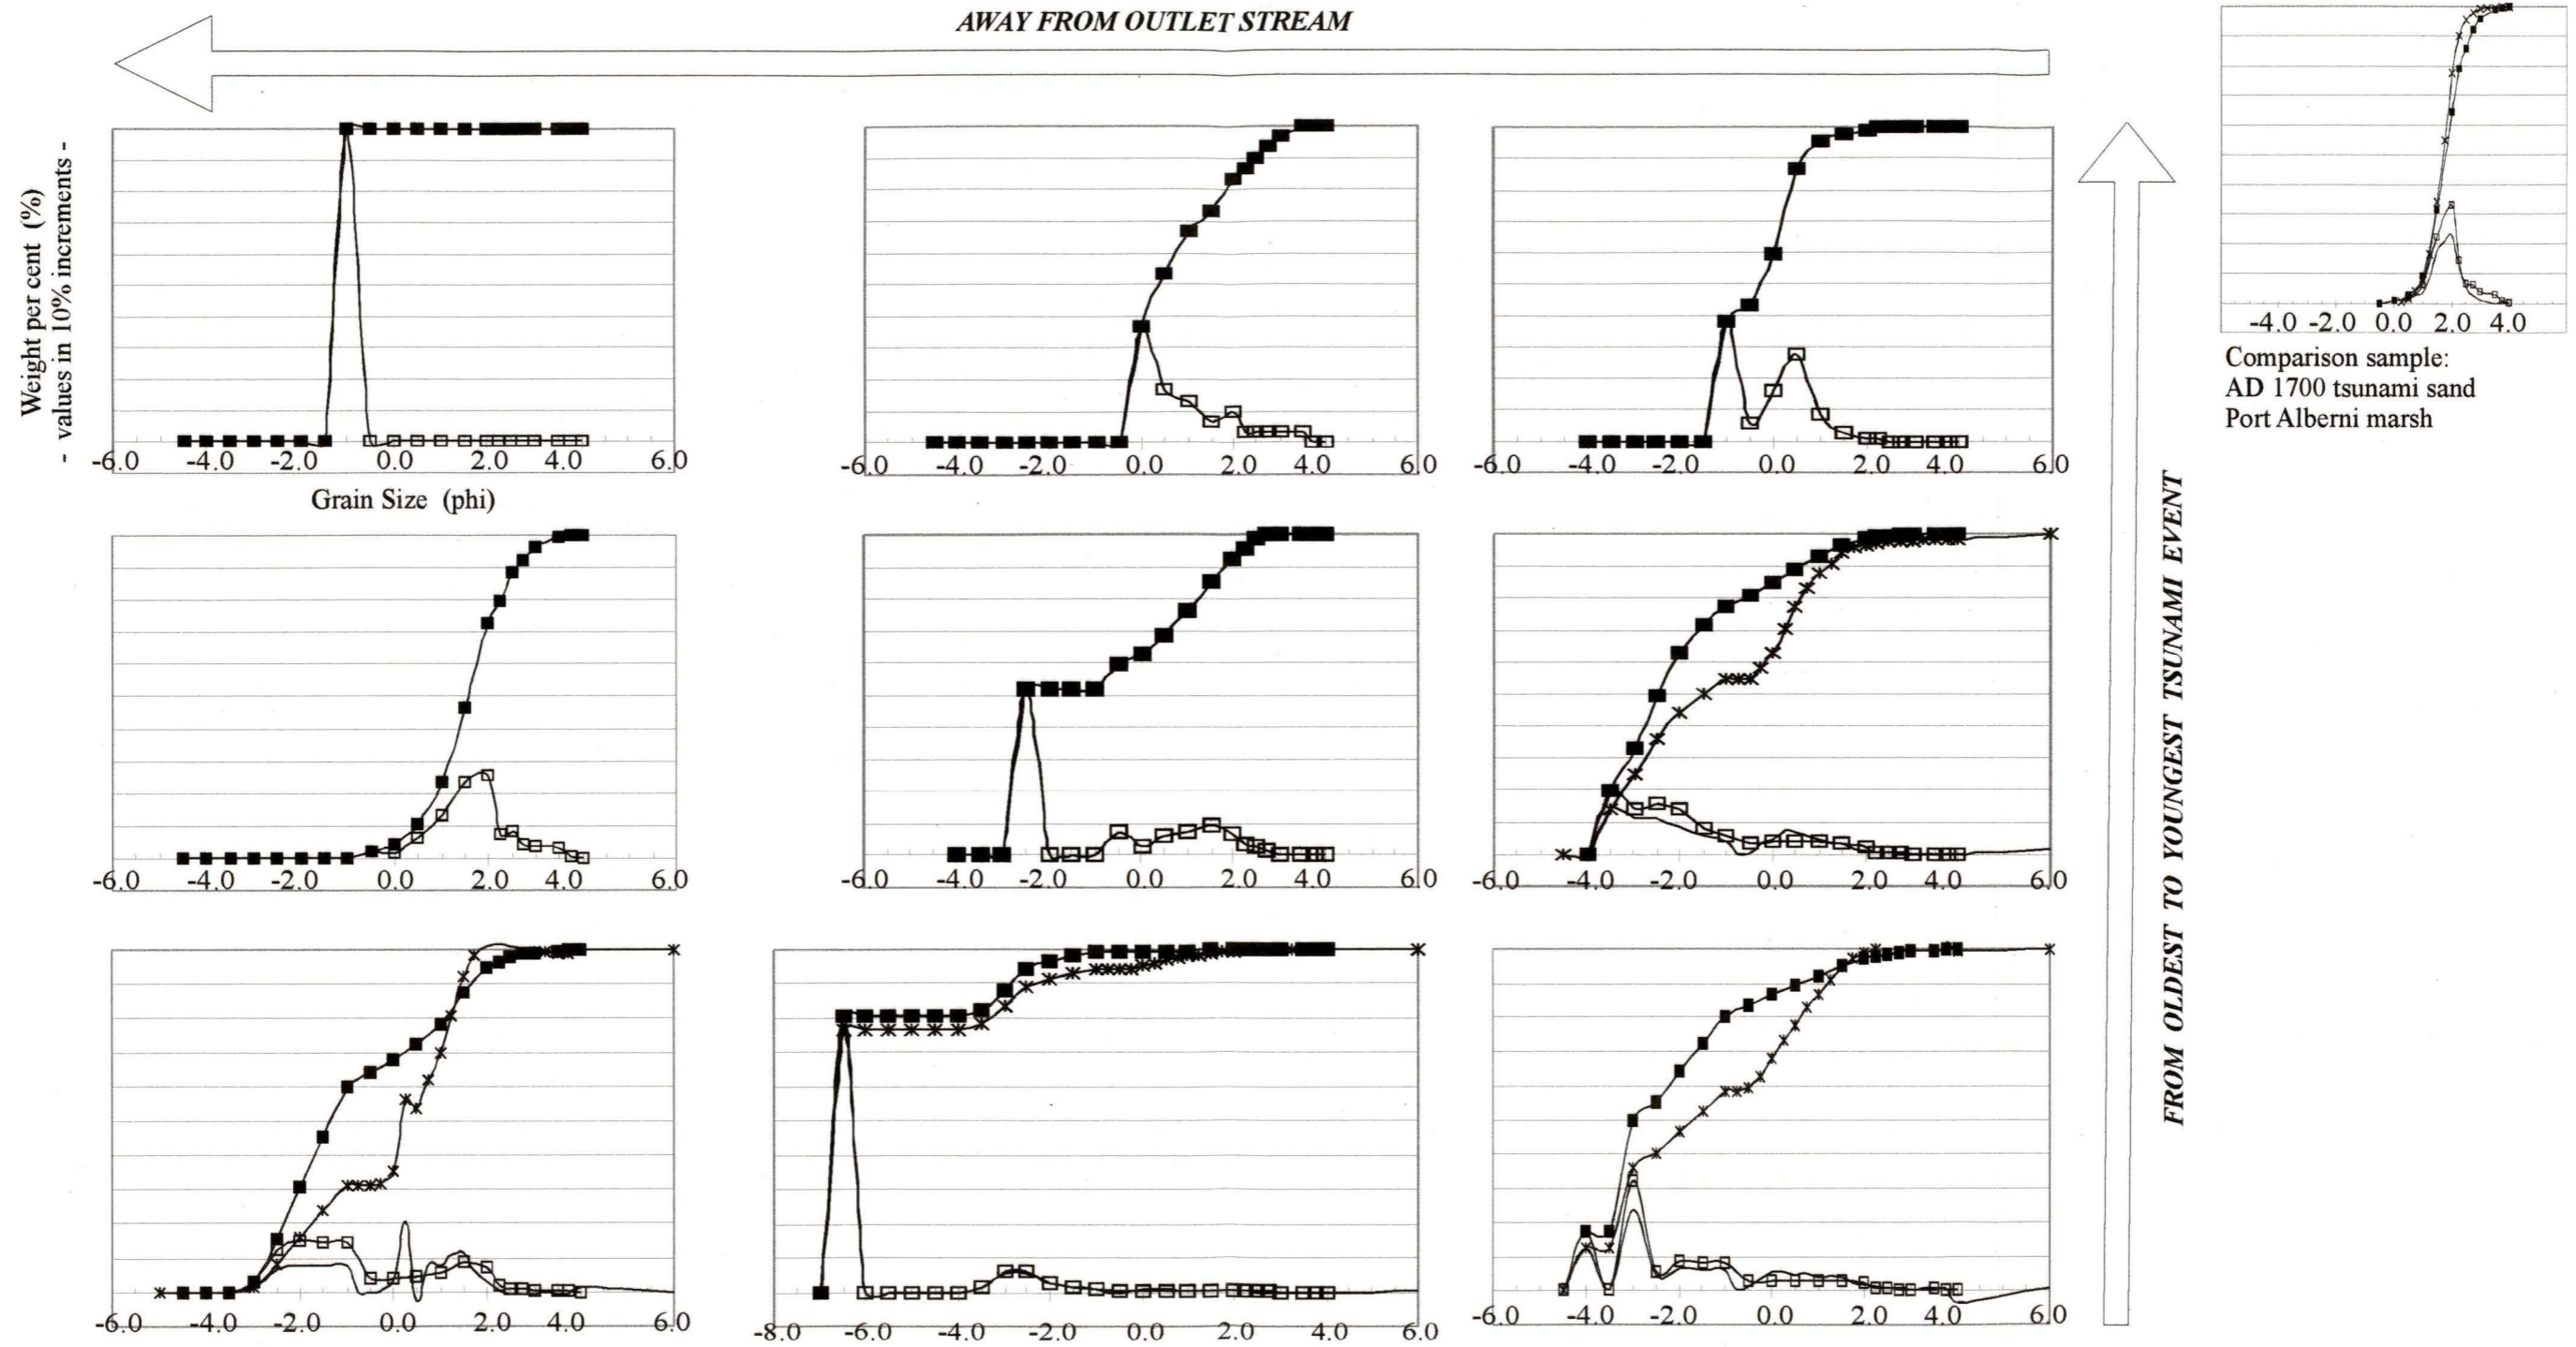 AWAY FROM OUTLET STREAM
Weight per cent (%)
- values in 10% increments -
-6.0 -4.0 -2.0 0.0 2.0 4.0 6.0
Grain Size (phi)
-6.0 -4.0 -2.0 0.0 2.0 4.0 6.0
-6.0 -4.0 -2.0 0.0 2.0 4.0 6.0
-4.0 -2.0 0.0 2.0 4.0
Comparison sample:
AD 1700 tsunami sand
Port Alberni marsh
-6.0 -4.0 -2.0 0.0 2.0 4.0 6.0
-6.0 -4.0 -2.0 0.0 2.0 4.0 6.0
-6.0 -4.0 -2.0 0.0 2.0 4.0 6.0
FROM OLDEST TO YOUNGEST TSUNAMI EVENT
-6.0 -4.0 -2.0 0.0 2.0 4.0 6.0
-8.0 -6.0 -4.0 -2.0 0.0 2.0 4.0 6.0
-6.0 -4.0 -2.0 0.0 2.0 4.0 6.0